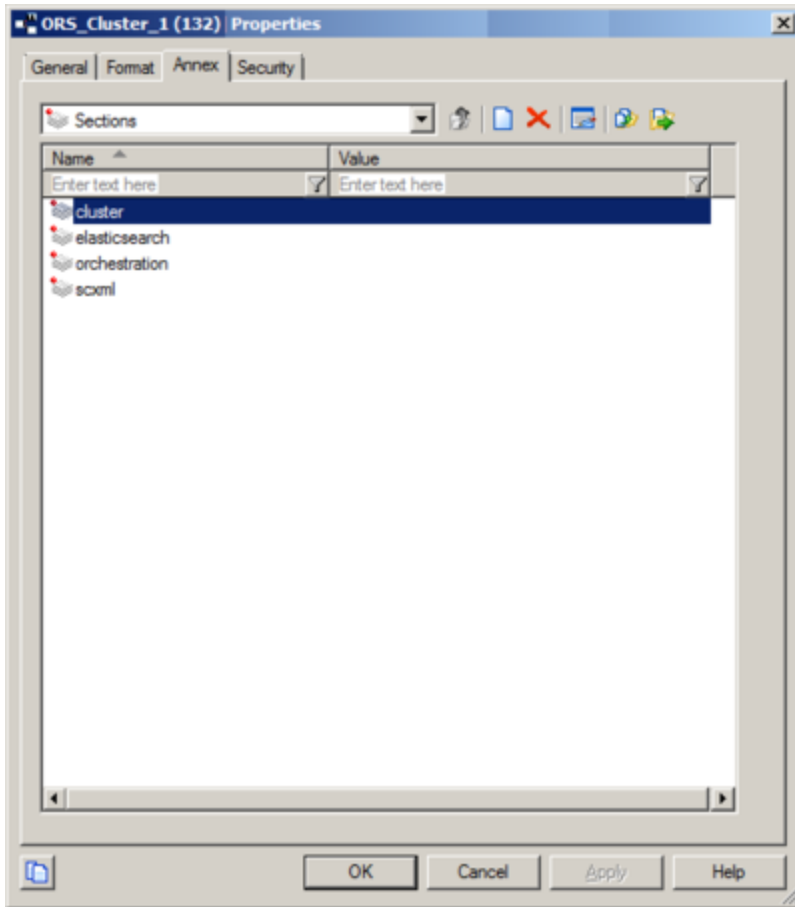 ORS_Cluster_1 (132) Properties
General Format Annex Security
Sections
Name Value
Enter text here Enter text here
cluster
elasticsearch
orchestration
scxml
OK Cancel Apply Help